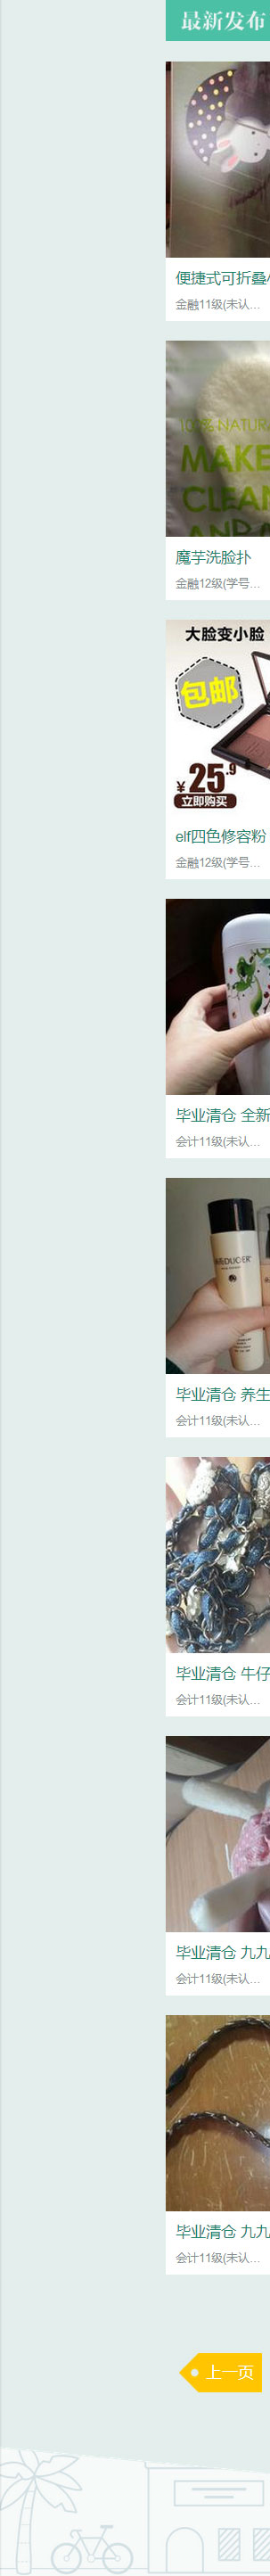 最新发布
便捷式可折叠
金融11级(未认...
100% NATUR
MAKE
CLEAN
AND
魔芋洗脸扑
金融12级(学号...
大脸变小脸
包邮
¥25.9
立即购买
elf四色修容粉
金融12级(学号...
毕业清仓 全新
会计11级(未认...
毕业清仓 养生
会计11级(未认...
毕业清仓 牛仔
会计11级(未认...
毕业清仓 九九
会计11级(未认...
毕业清仓 九九
会计11级(未认...
上一页